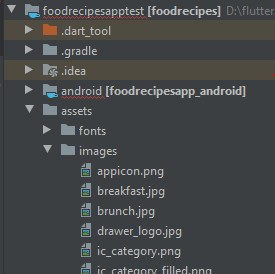 foodrecipesapptest [foodrecipes] D:\flutter
.dart_tool
.gradle
.idea
android [foodrecipesapp_android]
assets
fonts
images
appicon.png
breakfast.jpg
brunch.jpg
drawer_logo.jpg
ic_category.png
ic_category_filled.png